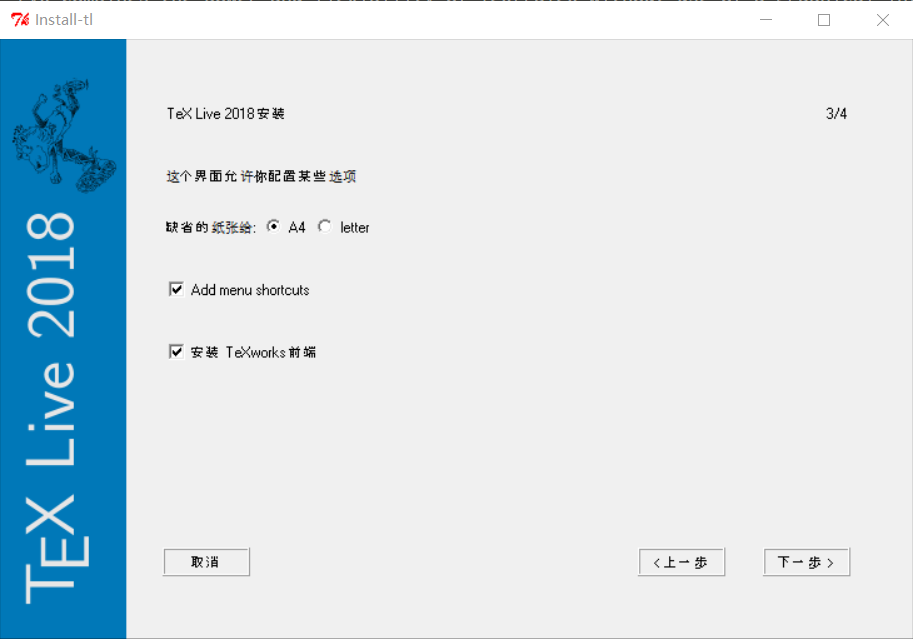 Install-tl
TeX Live 2018
TeX Live 2018安装
3/4
这个界面允许你配置某些选项
缺省的纸张给: A4 letter
Add menu shortcuts
安装 TeXworks前端
取消
<上一步
下一步>